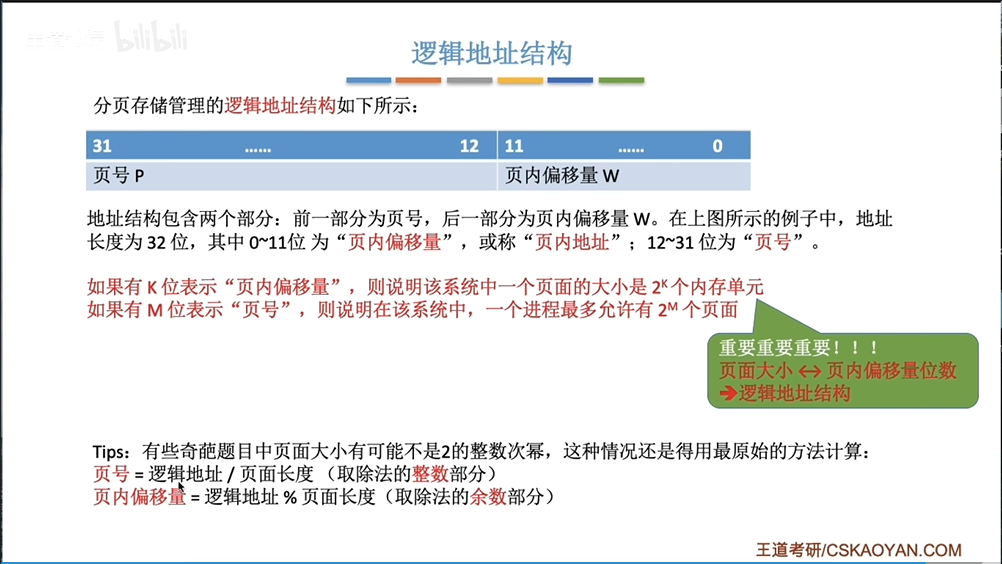 bilibili
逻辑地址结构
分页存储管理的逻辑地址结构如下所示：
31 …… 12 11 …… 0
页号 P 页内偏移量 W
地址结构包含两个部分：前一部分为页号，后一部分为页内偏移量 W。在上图所示的例子中，地址
长度为 32 位，其中 0~11位 为“页内偏移量”，或称“页内地址”；12~31 位为“页号”。
如果有 K 位表示“页内偏移量”，则说明该系统中一个页面的大小是 2ᴷ 个内存单元
如果有 M 位表示“页号”，则说明在该系统中，一个进程最多允许有 2ᴹ 个页面
重要重要重要！！！
页面大小 ↔ 页内偏移量位数
➔逻辑地址结构
Tips：有些奇葩题目中页面大小有可能不是2的整数次幂，这种情况还是得用最原始的方法计算：
页号 = 逻辑地址 / 页面长度 （取除法的整数部分）
页内偏移量 = 逻辑地址 % 页面长度（取除法的余数部分）
王道考研/CSKAOYAN.COM